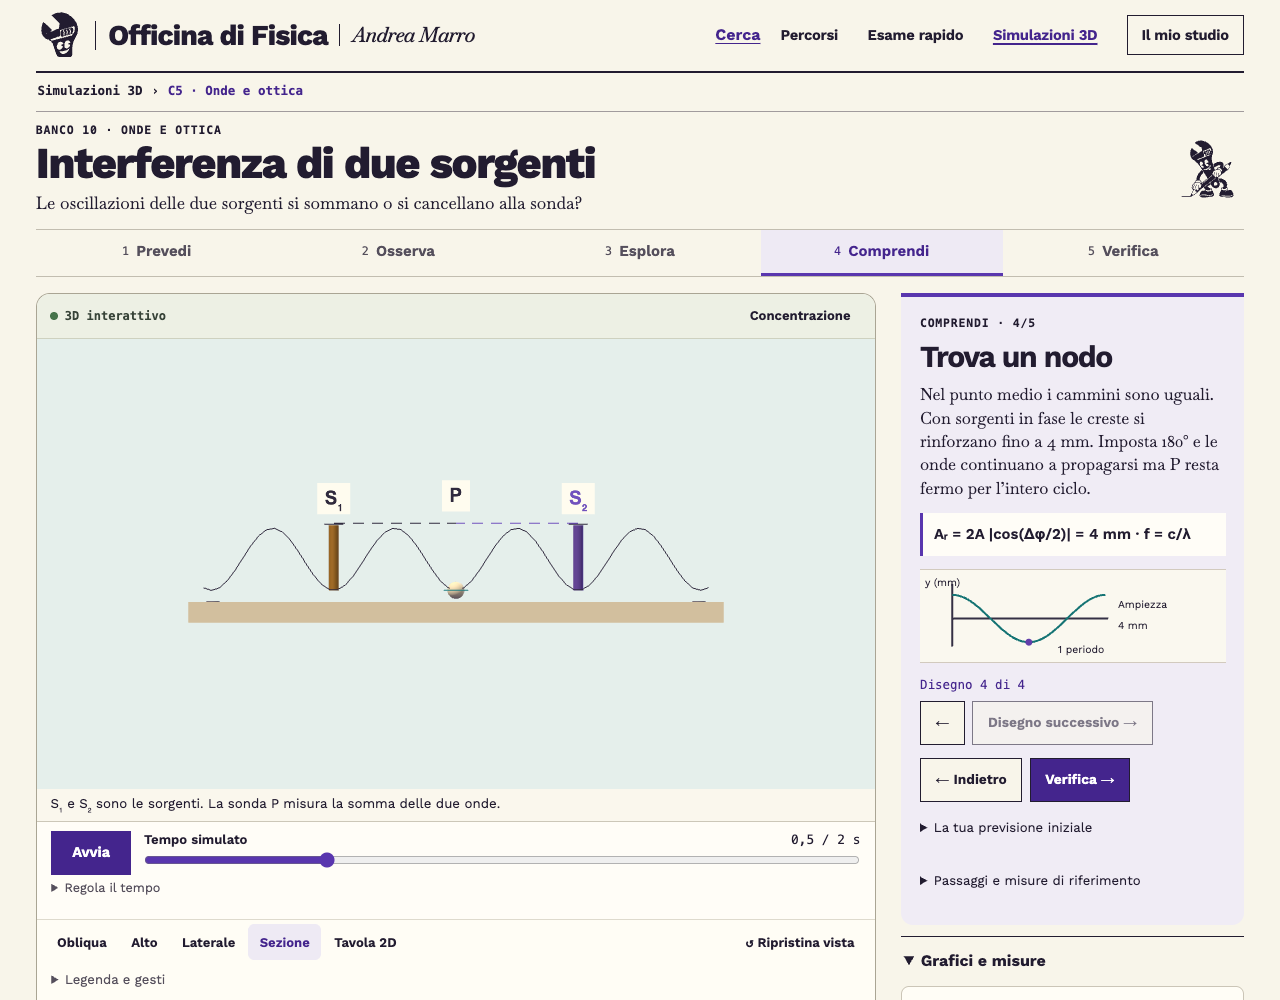 Officina di Fisica Andrea Marro
Cerca Percorsi Esame rapido Simulazioni 3D Il mio studio
Simulazioni 3D › C5 · Onde e ottica
BANCO 10 · ONDE E OTTICA
Interferenza di due sorgenti
Le oscillazioni delle due sorgenti si sommano o si cancellano alla sonda?
1 Prevedi 2 Osserva 3 Esplora 4 Comprendi 5 Verifica
3D interattivo Concentrazione
S₁ P S₂
S₁ e S₂ sono le sorgenti. La sonda P misura la somma delle due onde.
Avvia Tempo simulato 0,5 / 2 s
▶ Regola il tempo
Obliqua Alto Laterale Sezione Tavola 2D ↺ Ripristina vista
▶ Legenda e gesti
COMPRENDI · 4/5
Trova un nodo
Nel punto medio i cammini sono uguali.
Con sorgenti in fase le creste si
rinforzano fino a 4 mm. Imposta 180° e le
onde continuano a propagarsi ma P resta
fermo per l’intero ciclo.
Aᵣ = 2A |cos(Δφ/2)| = 4 mm · f = c/λ
y (mm)
Ampiezza
4 mm
1 periodo
Disegno 4 di 4
← Disegno successivo →
← Indietro Verifica →
▶ La tua previsione iniziale
▶ Passaggi e misure di riferimento
▼ Grafici e misure